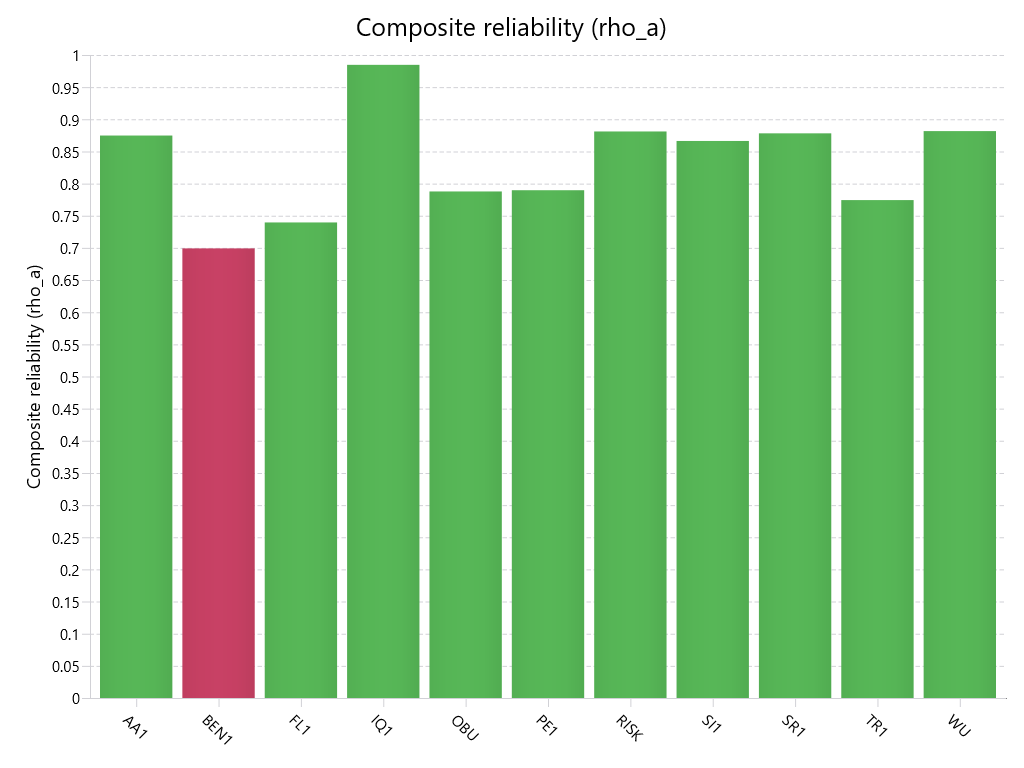 Composite reliability (rho_a)
Composite reliability (rho_a)
1
0.95
0.9
0.85
0.8
0.75
0.7
0.65
0.6
0.55
0.5
0.45
0.4
0.35
0.3
0.25
0.2
0.15
0.1
0.05
0
AA1
BEN1
FL1
IQ1
OBU
PE1
RISK
SI1
SR1
TR1
WU